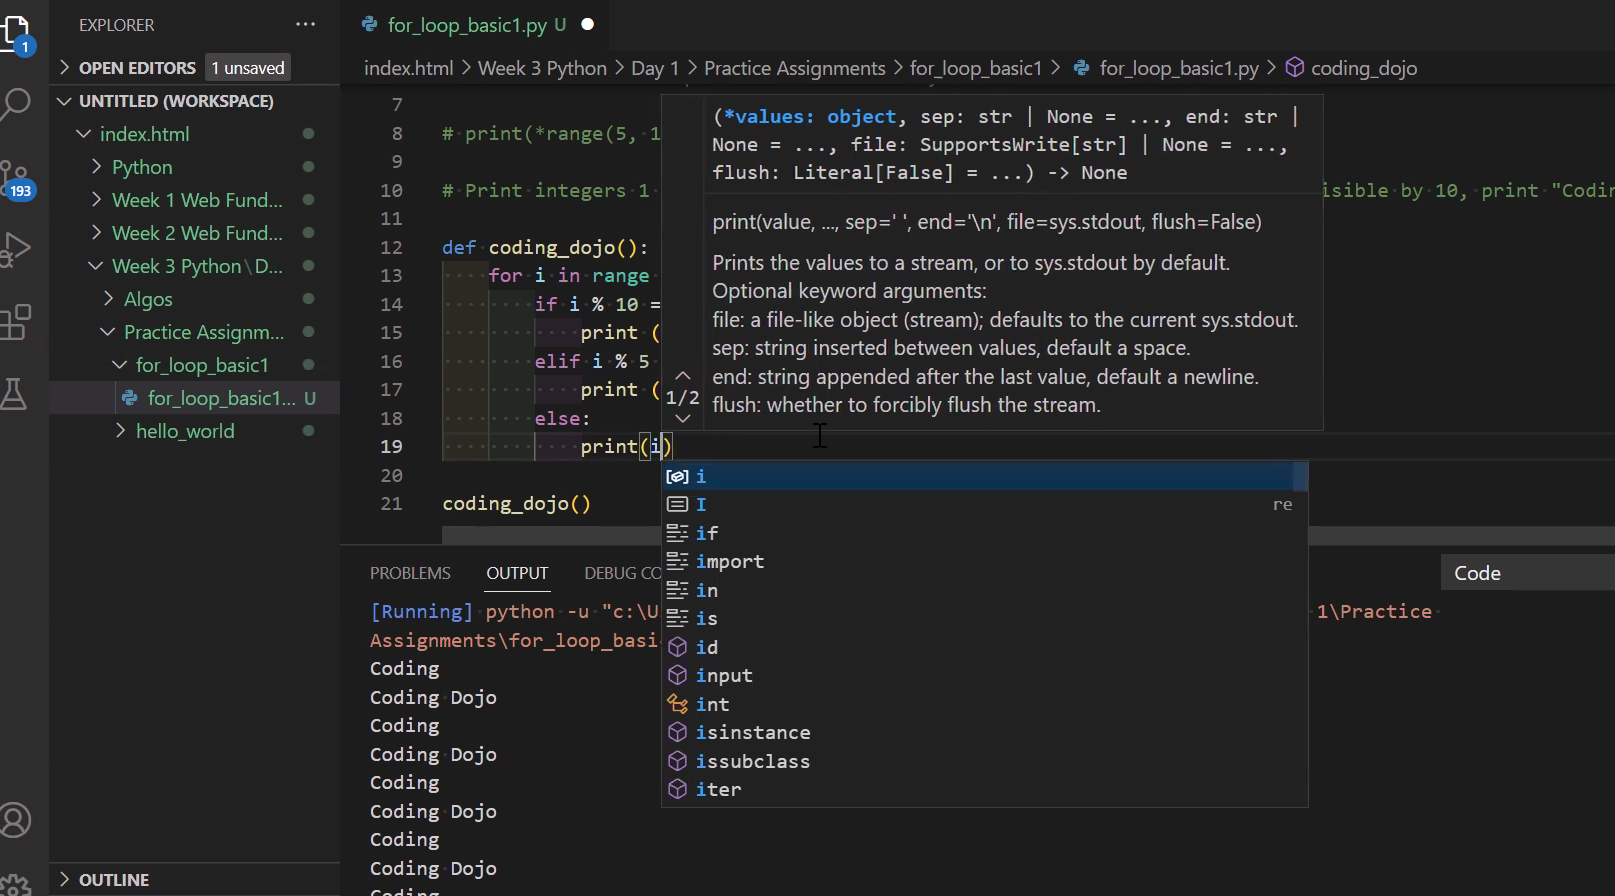 EXPLORER ...
1
OPEN EDITORS 1 unsaved
UNTITLED (WORKSPACE)
index.html
Python
193
Week 1 Web Fund...
Week 2 Web Fund...
Week 3 Python\D...
Algos
Practice Assignm...
for_loop_basic1
for_loop_basic1... U
hello_world
OUTLINE
for_loop_basic1.py U
index.html > Week 3 Python > Day 1 > Practice Assignments > for_loop_basic1 > for_loop_basic1.py > coding_dojo
7
8 # print(*range(5, 1
9
10 # Print integers 1 isible by 10, print "Codin
11
12 def coding_dojo():
13 for i in range
14 if i % 10 =
15 print (
16 elif i % 5
17 print (
18 else:
19 print(i)
20
21 coding_dojo()
(*values: object, sep: str | None = ..., end: str |
None = ..., file: SupportsWrite[str] | None = ...,
flush: Literal[False] = ...) -> None
print(value, ..., sep=' ', end='\n', file=sys.stdout, flush=False)
Prints the values to a stream, or to sys.stdout by default.
Optional keyword arguments:
file: a file-like object (stream); defaults to the current sys.stdout.
sep: string inserted between values, default a space.
end: string appended after the last value, default a newline.
flush: whether to forcibly flush the stream.
1/2
i
I re
if
import
in
is
id
input
int
isinstance
issubclass
iter
PROBLEMS OUTPUT DEBUG CO
Code
[Running] python -u "c:\U 1\Practice
Assignments\for_loop_basi
Coding
Coding Dojo
Coding
Coding Dojo
Coding
Coding Dojo
Coding
Coding Dojo
Coding